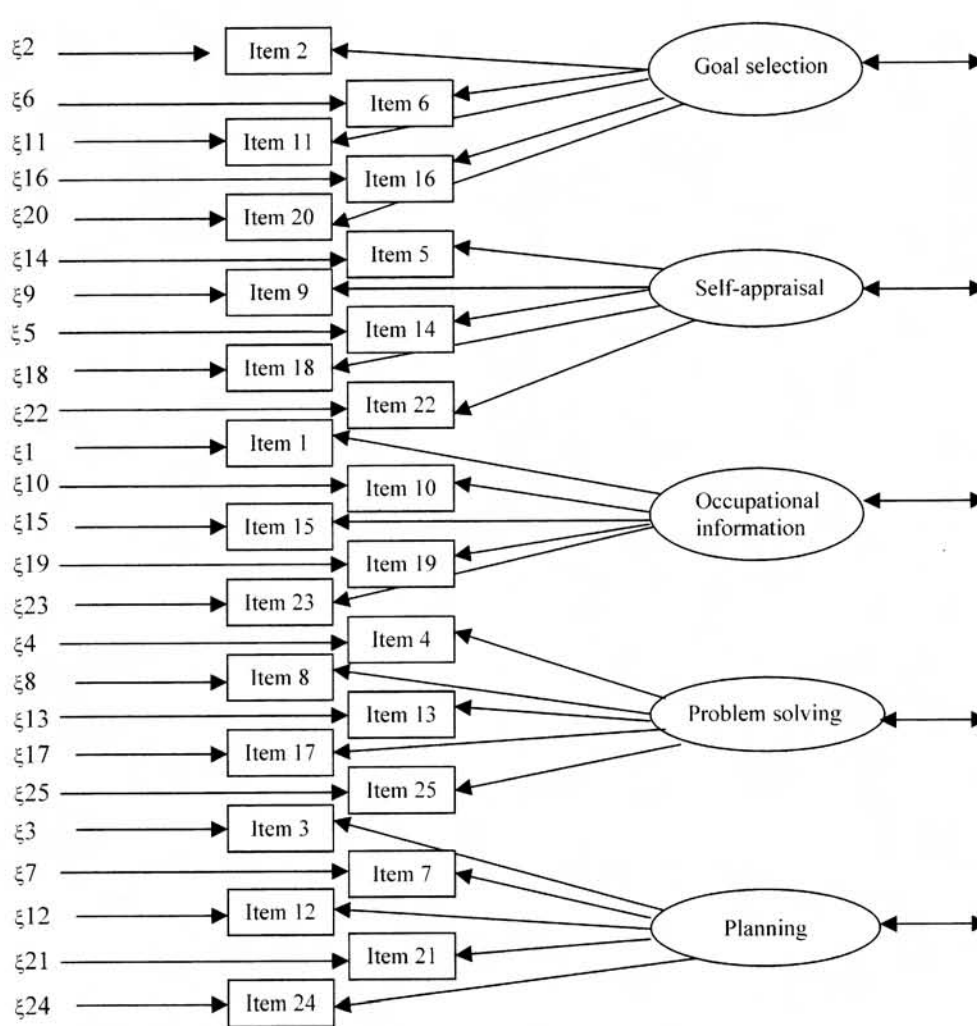 ξ2
Item 2
Goal selection
ξ6
Item 6
ξ11
Item 11
ξ16
Item 16
ξ20
Item 20
ξ14
Item 5
ξ9
Item 9
Self-appraisal
ξ5
Item 14
ξ18
Item 18
ξ22
Item 22
ξ1
Item 1
ξ10
Item 10
Occupational
information
ξ15
Item 15
ξ19
Item 19
ξ23
Item 23
ξ4
Item 4
ξ8
Item 8
ξ13
Item 13
Problem solving
ξ17
Item 17
ξ25
Item 25
ξ3
Item 3
ξ7
Item 7
ξ12
Item 12
Planning
ξ21
Item 21
ξ24
Item 24